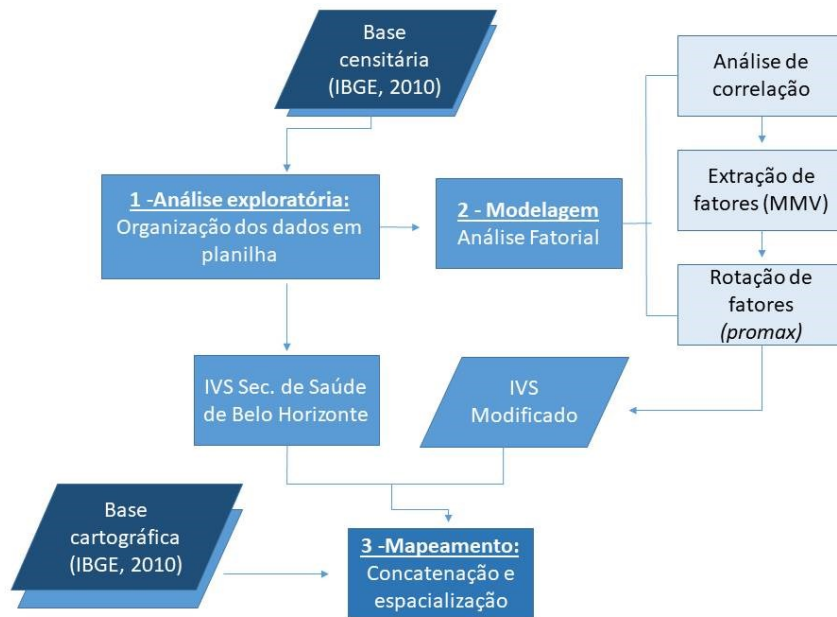 Base
censitária
(IBGE, 2010)
Análise de
correlação
1 -Análise exploratória:
Organização dos dados em
planilha
2 - Modelagem
Análise Fatorial
Extração de
fatores (MMV)
Rotação de
fatores
(promax)
IVS Sec. de Saúde
de Belo Horizonte
IVS
Modificado
Base
cartográfica
(IBGE, 2010)
3 -Mapeamento:
Concatenação e
espacialização